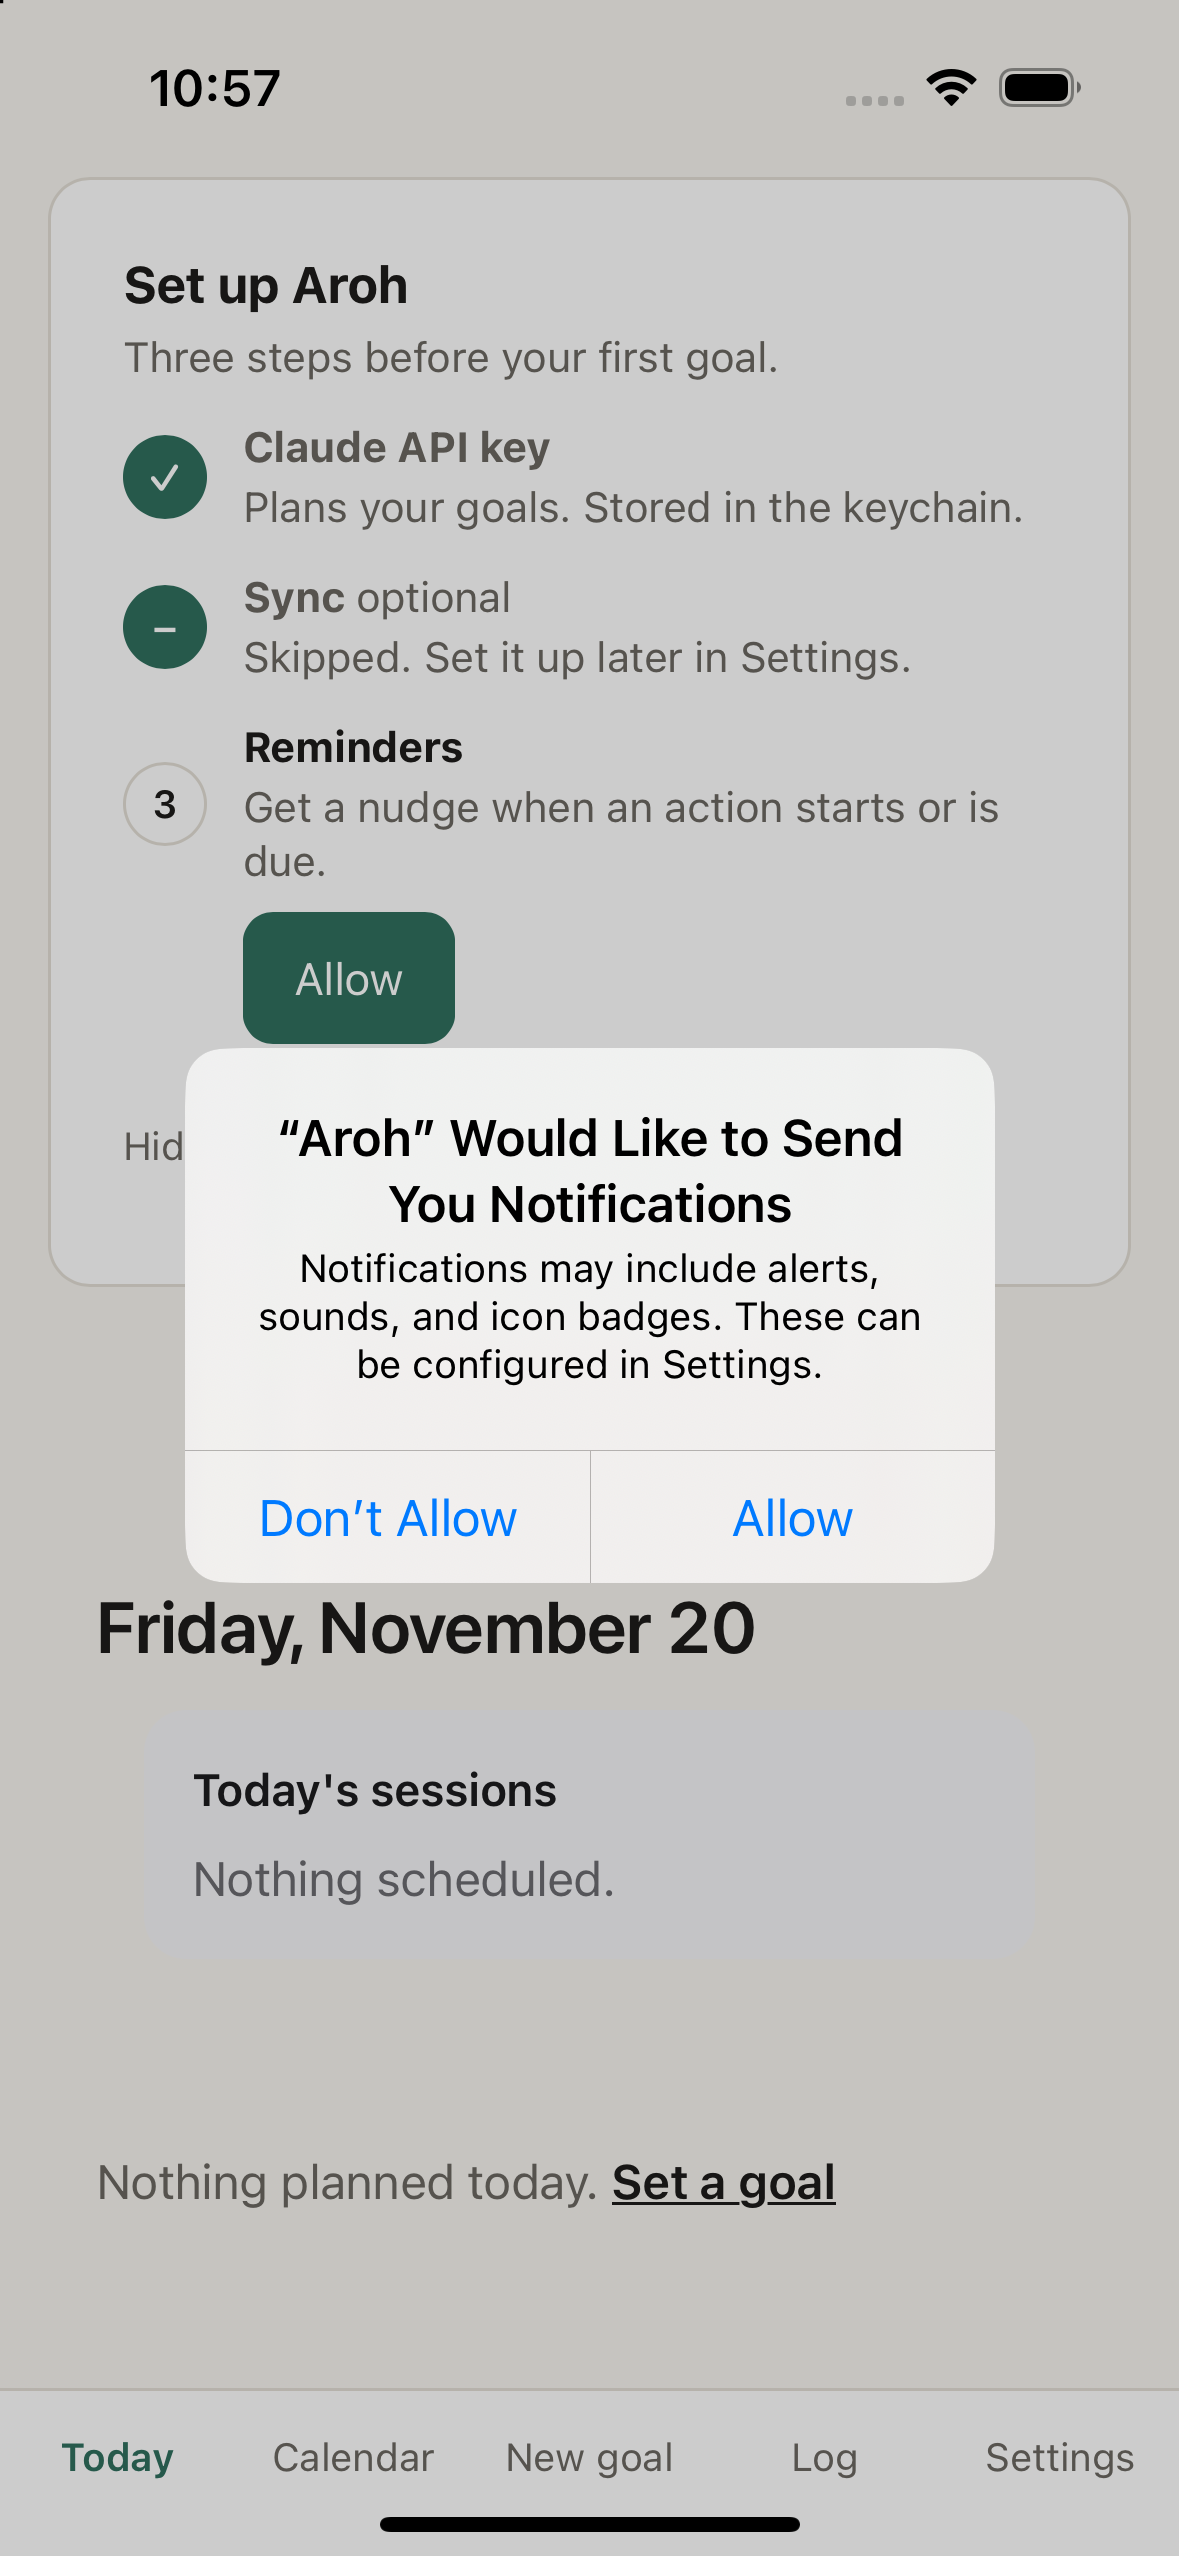 10:57
Set up Aroh
Three steps before your first goal.
Claude API key
Plans your goals. Stored in the keychain.
Sync optional
Skipped. Set it up later in Settings.
3
Reminders
Get a nudge when an action starts or is
due.
Allow
Hid
“Aroh” Would Like to Send
You Notifications
Notifications may include alerts,
sounds, and icon badges. These can
be configured in Settings.
Don’t Allow
Allow
Friday, November 20
Today's sessions
Nothing scheduled.
Nothing planned today. Set a goal
Today
Calendar
New goal
Log
Settings